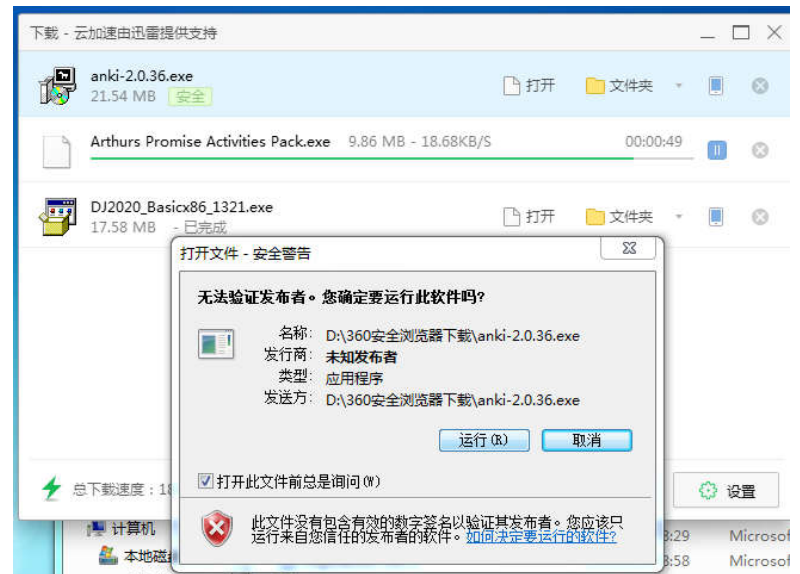 下载 - 云加速由迅雷提供支持
anki-2.0.36.exe
21.54 MB 安全
打开 文件夹
Arthurs Promise Activities Pack.exe 9.86 MB - 18.68KB/S 00:00:49
DJ2020_Basicx86_1321.exe
17.58 MB - 已完成
打开 文件夹
打开文件 - 安全警告
无法验证发布者。您确定要运行此软件吗?
名称: D:\360安全浏览器下载\anki-2.0.36.exe
发行商: 未知发布者
类型: 应用程序
发送方: D:\360安全浏览器下载\anki-2.0.36.exe
运行(R) 取消
总下载速度:18
打开此文件前总是询问(W)
设置
此文件没有包含有效的数字签名以验证其发布者。您应该只
运行来自您信任的发布者的软件。如何决定要运行的软件?
计算机
3:29 Microsof
本地磁
3:58 Microsof